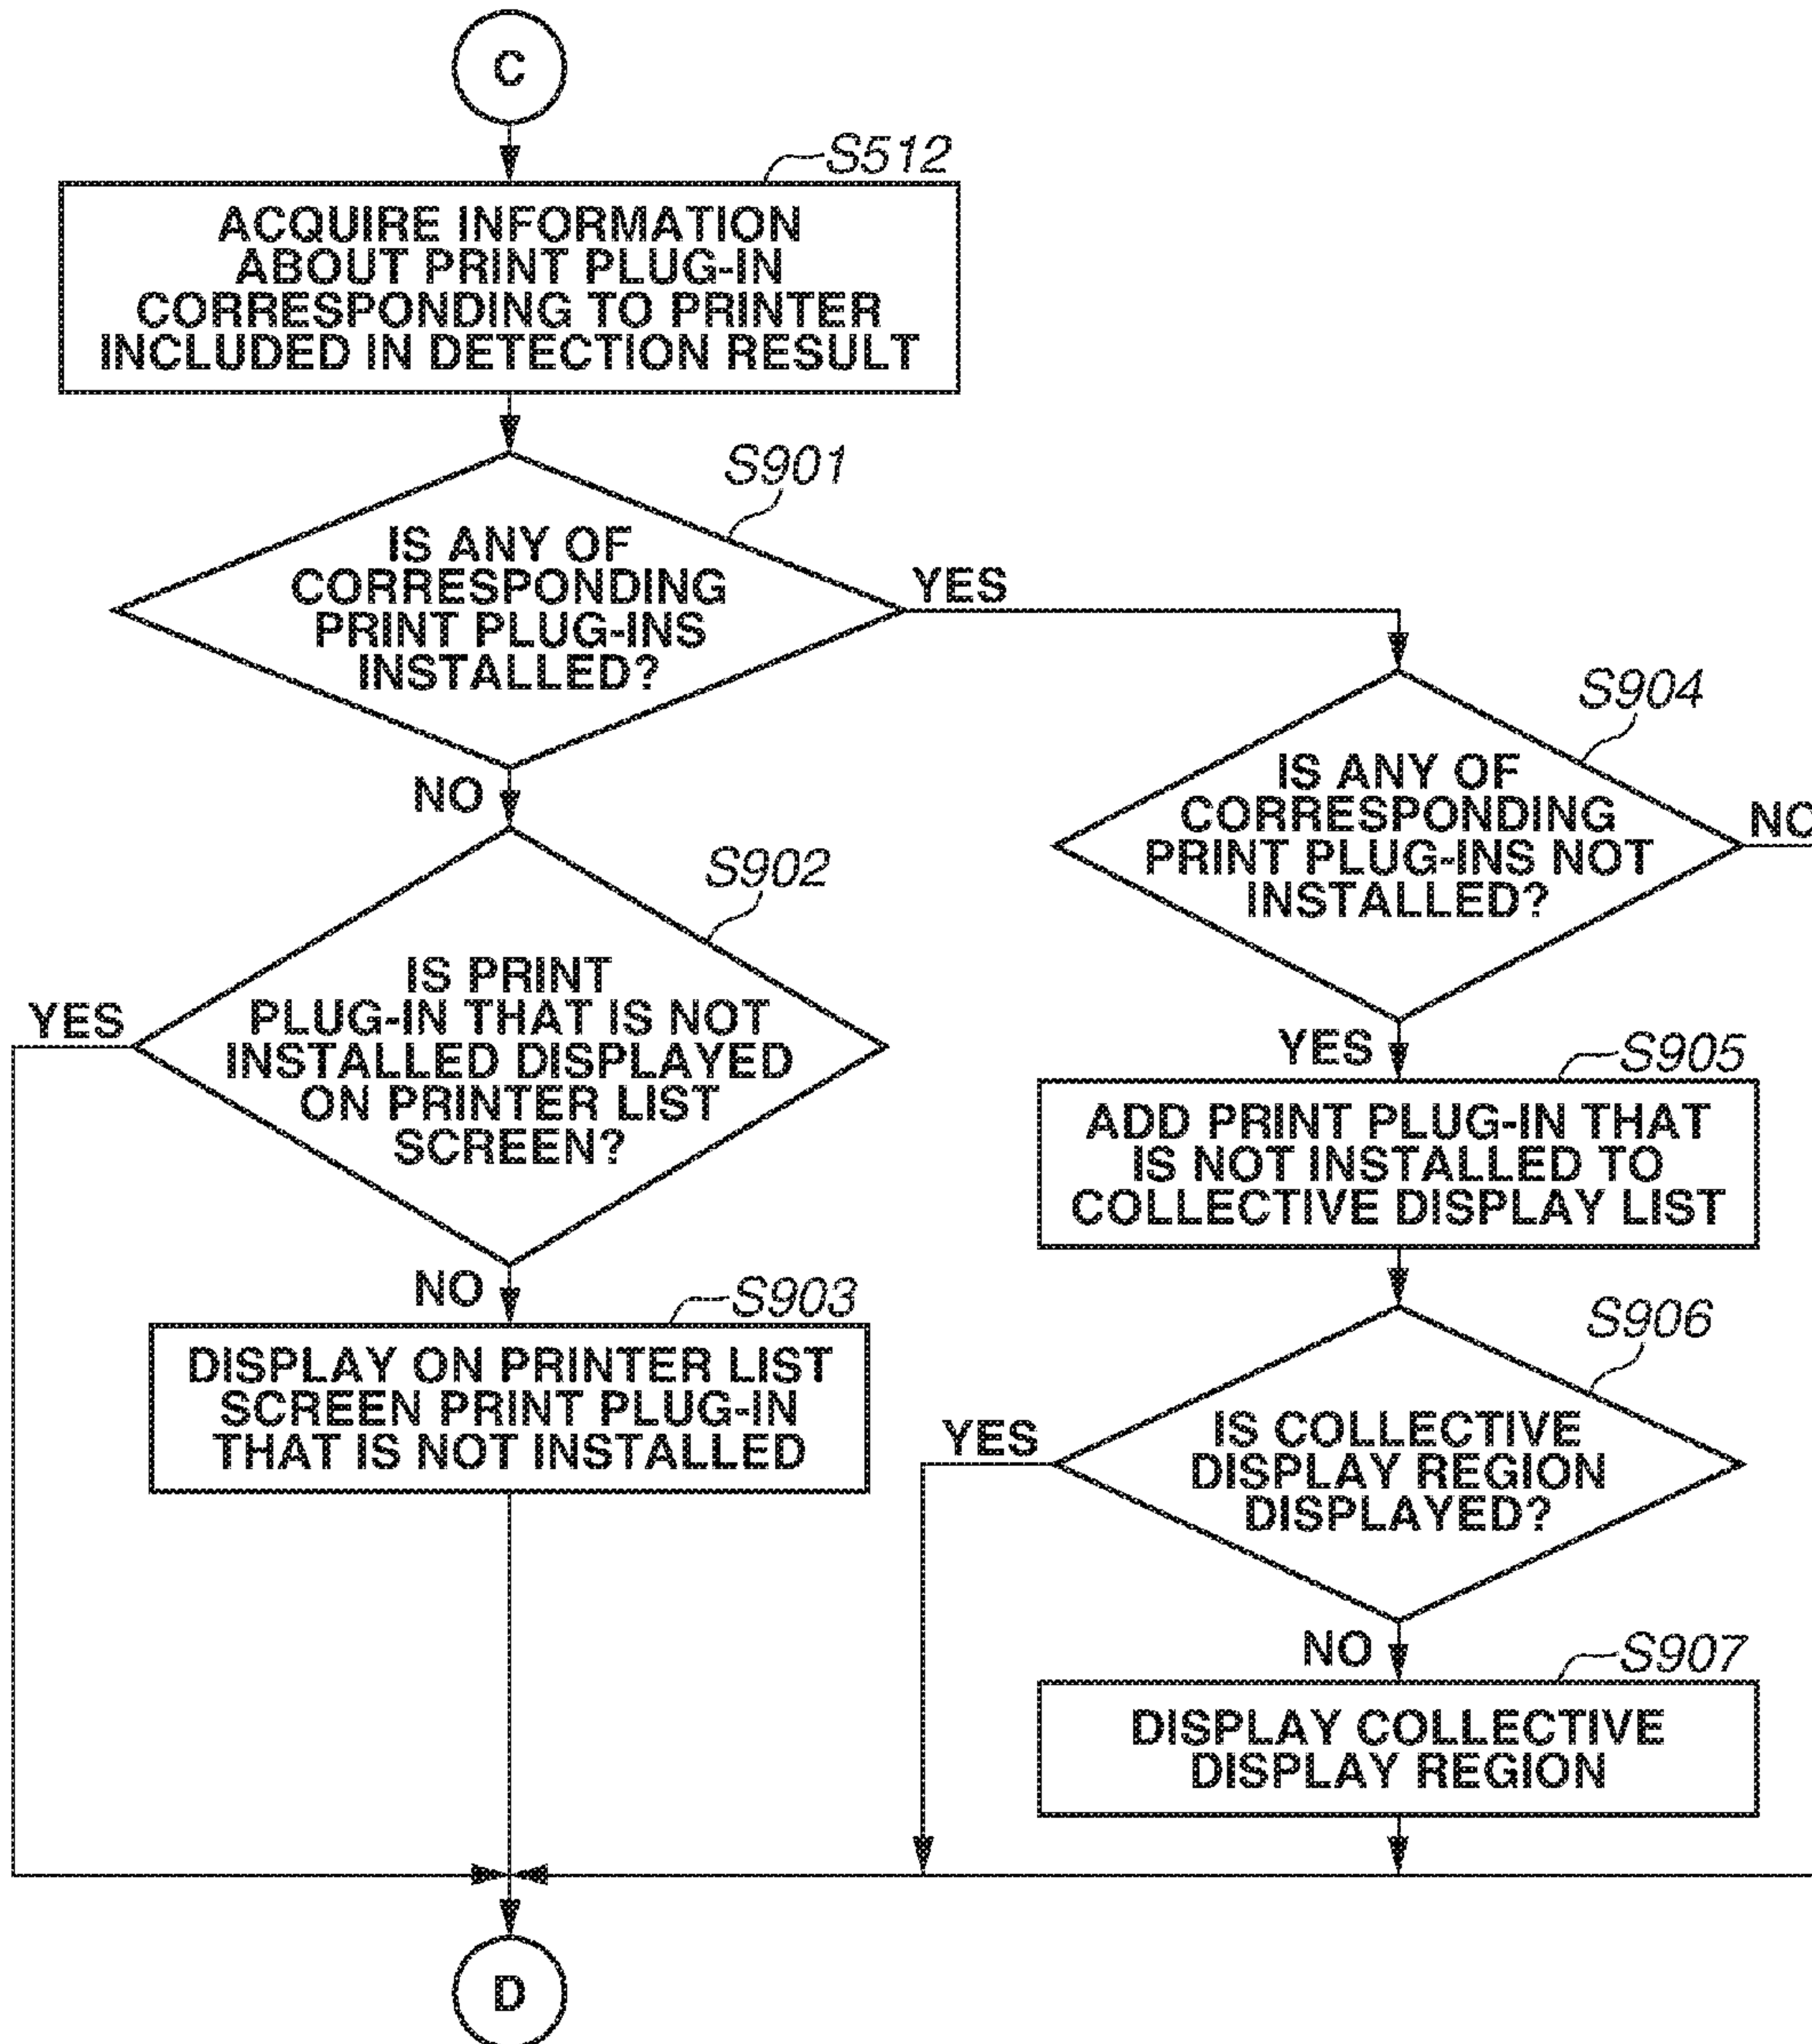 C
S512
ACQUIRE INFORMATION
ABOUT PRINT PLUG-IN
CORRESPONDING TO PRINTER
INCLUDED IN DETECTION RESULT
S901
IS ANY OF
CORRESPONDING
PRINT PLUG-INS
INSTALLED?
YES
NO
S902
IS PRINT
PLUG-IN THAT IS NOT
INSTALLED DISPLAYED
ON PRINTER LIST
SCREEN?
YES
NO
S903
DISPLAY ON PRINTER LIST
SCREEN PRINT PLUG-IN
THAT IS NOT INSTALLED
S904
IS ANY OF
CORRESPONDING
PRINT PLUG-INS NOT
INSTALLED?
NO
YES
S905
ADD PRINT PLUG-IN THAT
IS NOT INSTALLED TO
COLLECTIVE DISPLAY LIST
S906
IS COLLECTIVE
DISPLAY REGION
DISPLAYED?
YES
NO
S907
DISPLAY COLLECTIVE
DISPLAY REGION
D